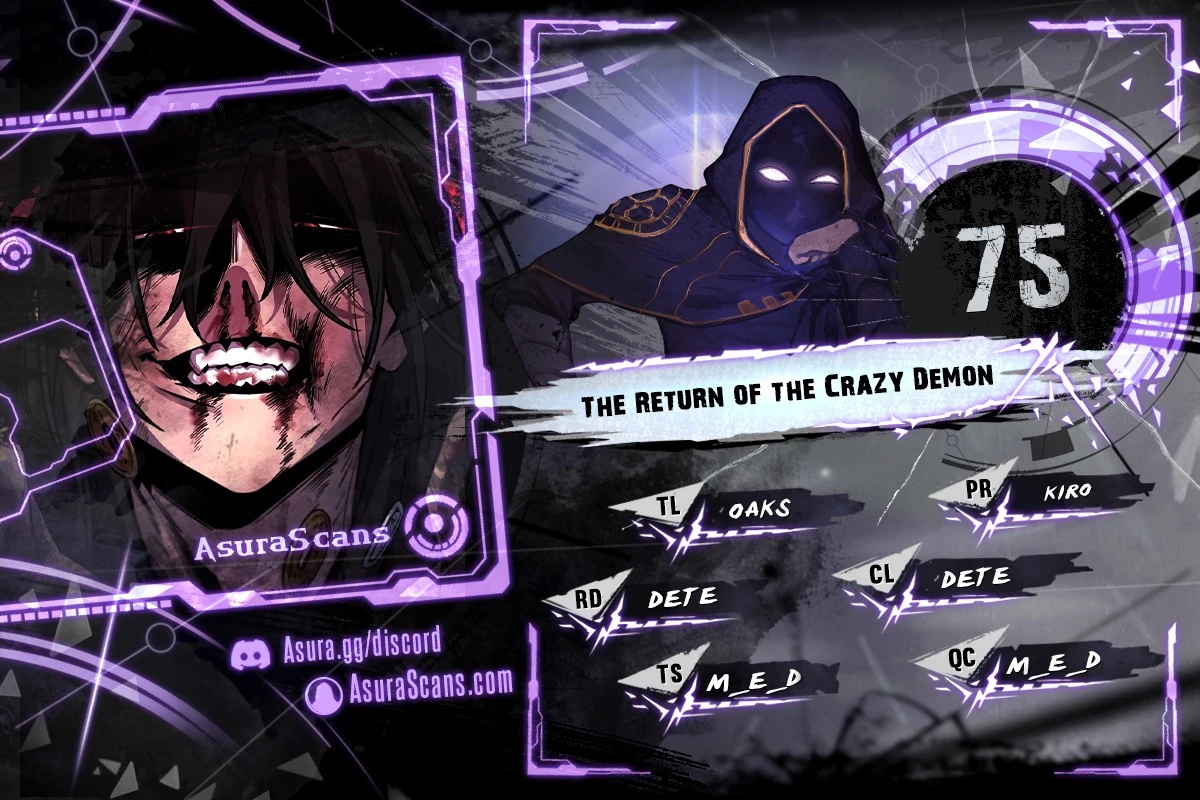 75
THE RETURN OF THE CRAZY DEMON
TL OAKS
PR KIRO
RD DETE
CL DETE
TS M_E_D
QC M_E_D
AsuraScans
Asura.gg/discord
AsuraScans.com